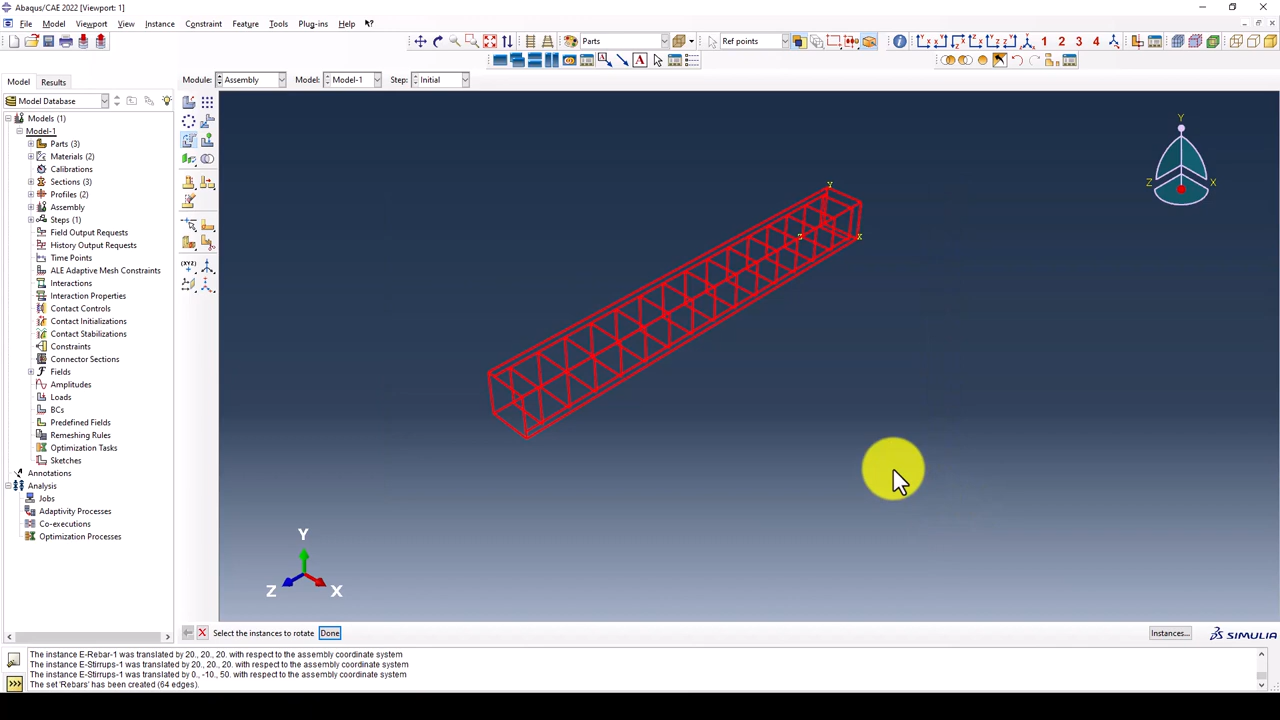 Abaqus/CAE 2022 [Viewport: 1]
File Model Viewport View Instance Constraint Feature Tools Plug-ins Help
Parts Ref points 1 2 3 4
Model Results Module: Assembly Model: Model-1 Step: Initial
Model Database
Models (1)
Model-1
Parts (3)
Materials (2)
Calibrations
Sections (3)
Profiles (2)
Assembly
Steps (1)
Field Output Requests
History Output Requests
Time Points
ALE Adaptive Mesh Constraints
Interactions
Interaction Properties
Contact Controls
Contact Initializations
Contact Stabilizations
Constraints
Connector Sections
Fields
Amplitudes
Loads
BCs
Predefined Fields
Remeshing Rules
Optimization Tasks
Sketches
Annotations
Analysis
Jobs
Adaptivity Processes
Co-executions
Optimization Processes
(XYZ)
Y
Z X
Y
Z X
Y
Z X
Select the instances to rotate Done Instances... SIMULIA
The instance E-Rebar-1 was translated by 20., 20., 20. with respect to the assembly coordinate system
The instance E-Stirrups-1 was translated by 20., 20., 20. with respect to the assembly coordinate system
The instance E-Stirrups-1 was translated by 0., -10., 50. with respect to the assembly coordinate system
The set 'Rebars' has been created (64 edges).
>>>